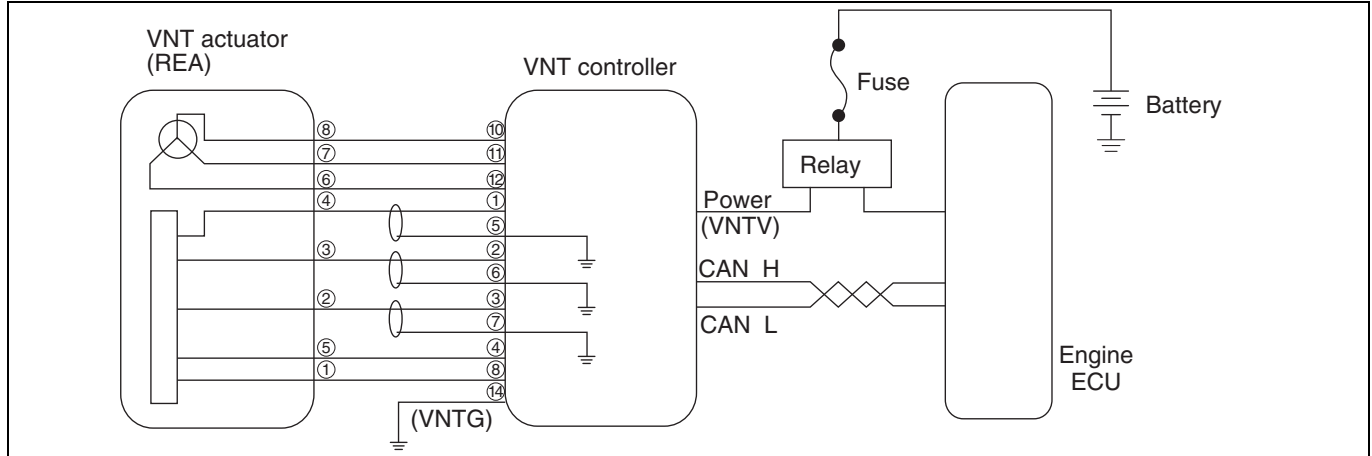 VNT actuator
(REA)
VNT controller
Fuse
Battery
Relay
Power
(VNTV)
CAN H
CAN L
Engine
ECU
(VNTG)
⑧ ⑩
⑦ ⑪
⑥ ⑫
④ ①
⑤
③ ②
⑥
② ③
⑦
⑤ ④
① ⑧
⑭